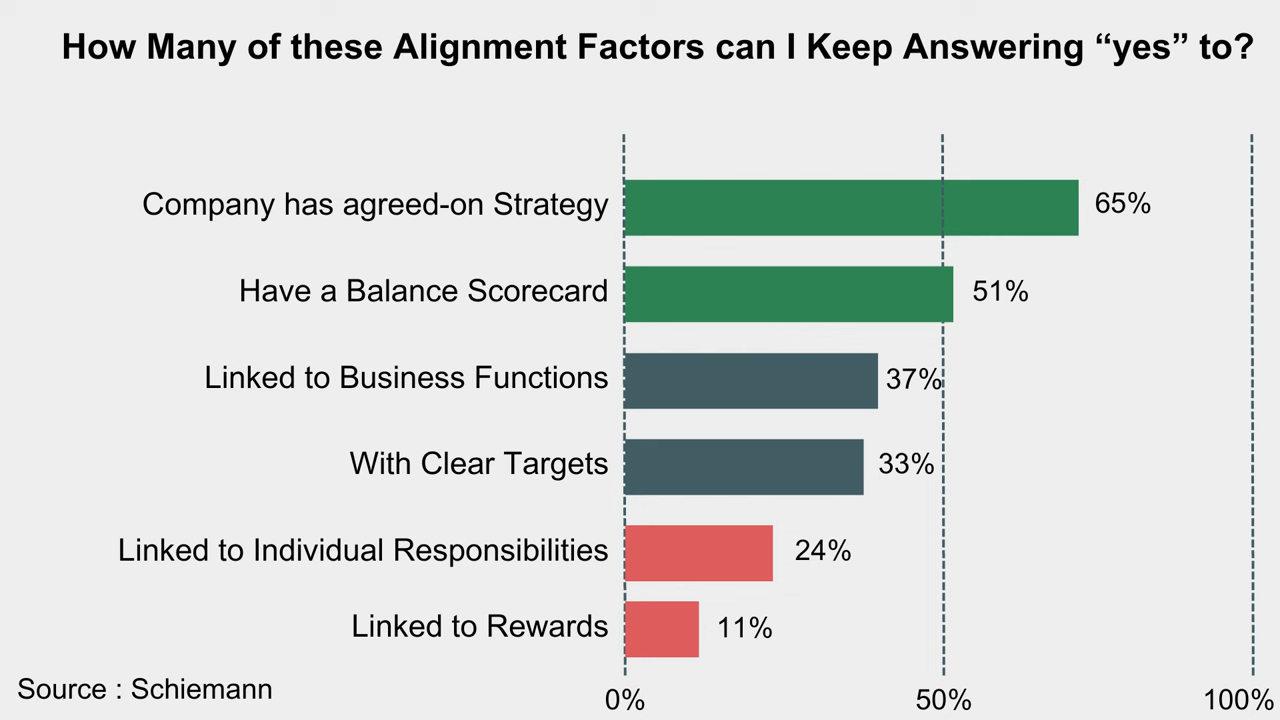 How Many of these Alignment Factors can I Keep Answering “yes” to?
Company has agreed-on Strategy 65%
Have a Balance Scorecard 51%
Linked to Business Functions 37%
With Clear Targets 33%
Linked to Individual Responsibilities 24%
Linked to Rewards 11%
Source : Schiemann
0% 50% 100%